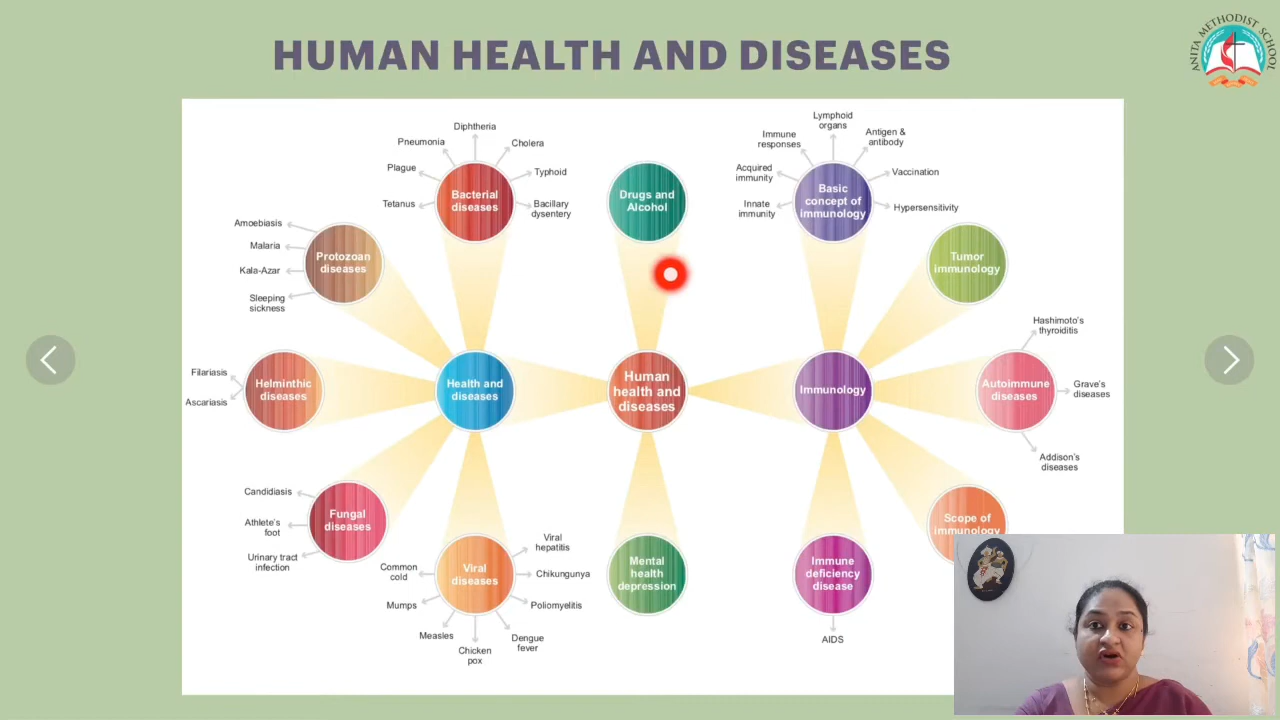 HUMAN HEALTH AND DISEASES
ANITA METHODIST SCHOOL
Diphtheria
Pneumonia
Cholera
Plague
Typhoid
Tetanus
Bacillary
dysentery
Bacterial
diseases
Drugs and
Alcohol
Lymphoid
organs
Immune
responses
Antigen &
antibody
Acquired
immunity
Vaccination
Innate
immunity
Hypersensitivity
Basic
concept of
immunology
Amoebiasis
Malaria
Kala-Azar
Sleeping
sickness
Protozoan
diseases
Tumor
immunology
Filariasis
Ascariasis
Helminthic
diseases
Health and
diseases
Human
health and
diseases
Immunology
Autoimmune
diseases
Hashimoto's
thyroiditis
Grave's
diseases
Addison's
diseases
Candidiasis
Athlete's
foot
Urinary tract
infection
Fungal
diseases
Scope of
immunology
Viral
diseases
Common
cold
Mumps
Measles
Chicken
pox
Dengue
fever
Poliomyelitis
Chikungunya
Viral
hepatitis
Mental
health
depression
Immune
deficiency
disease
AIDS